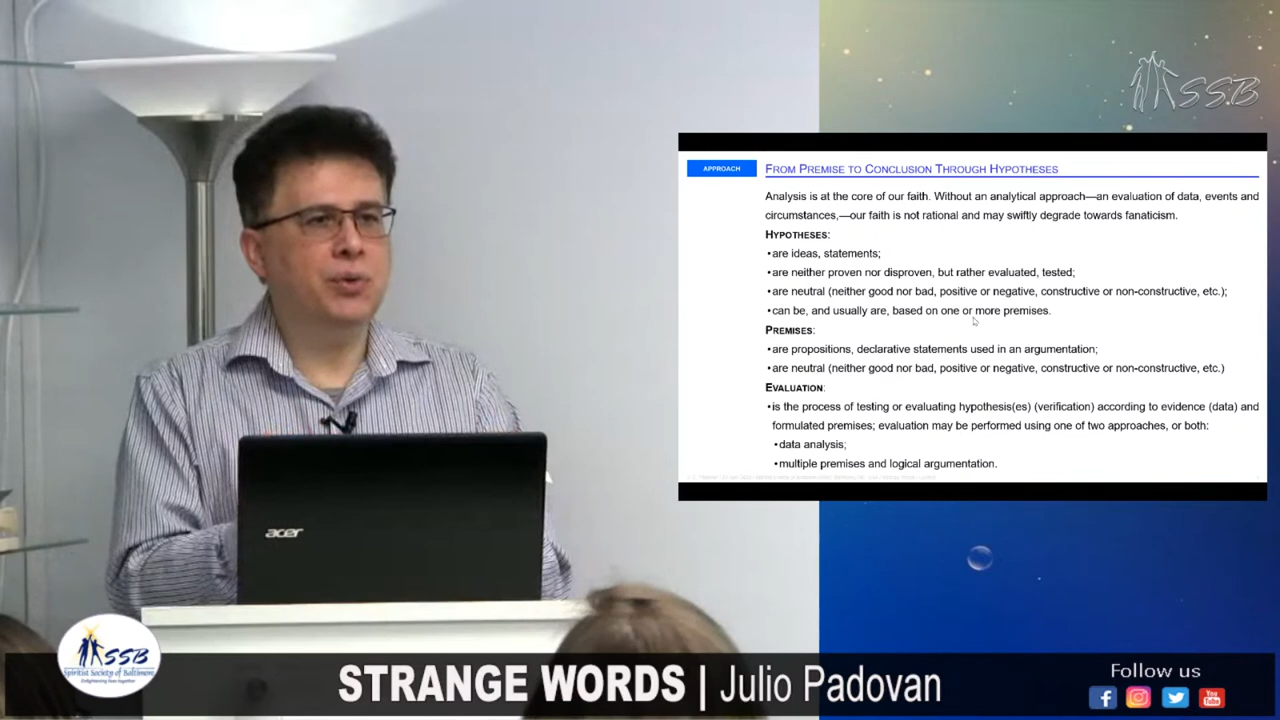 SSB
APPROACH
FROM PREMISE TO CONCLUSION THROUGH HYPOTHESES
Analysis is at the core of our faith. Without an analytical approach—an evaluation of data, events and
circumstances,—our faith is not rational and may swiftly degrade towards fanaticism.
HYPOTHESES:
•are ideas, statements;
•are neither proven nor disproven, but rather evaluated, tested;
•are neutral (neither good nor bad, positive or negative, constructive or non-constructive, etc.);
•can be, and usually are, based on one or more premises.
PREMISES:
•are propositions, declarative statements used in an argumentation;
•are neutral (neither good nor bad, positive or negative, constructive or non-constructive, etc.)
EVALUATION:
•is the process of testing or evaluating hypothesis(es) (verification) according to evidence (data) and
formulated premises; evaluation may be performed using one of two approaches, or both:
•data analysis;
•multiple premises and logical argumentation.
acer
SSB
Spiritist Society of Baltimore
Enlightening lives together
STRANGE WORDS | Julio Padovan
Follow us
You
Tube